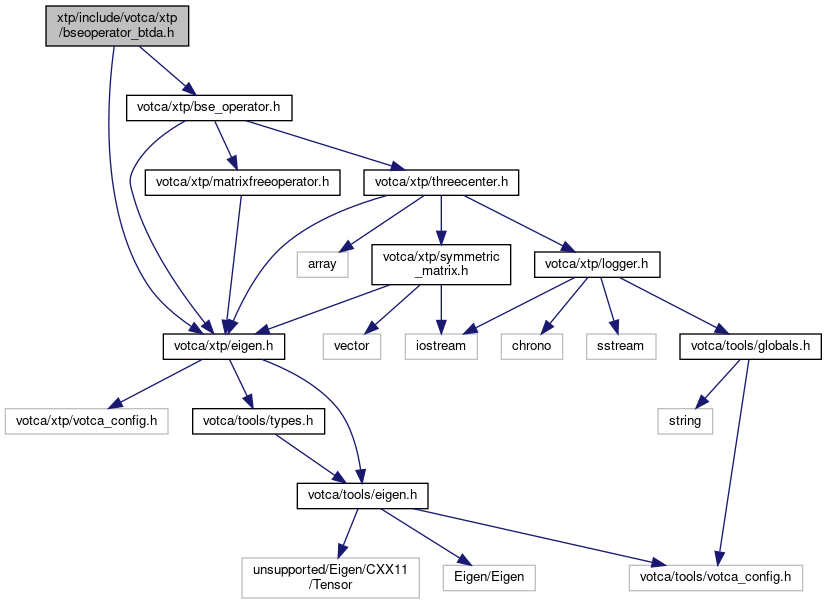 xtp/include/votca/xtp
/bseoperator_btda.h
votca/xtp/bse_operator.h
votca/xtp/matrixfreeoperator.h
votca/xtp/threecenter.h
array
votca/xtp/symmetric
_matrix.h
votca/xtp/logger.h
votca/xtp/eigen.h
vector
iostream
chrono
sstream
votca/tools/globals.h
votca/xtp/votca_config.h
votca/tools/types.h
string
votca/tools/eigen.h
unsupported/Eigen/CXX11
/Tensor
Eigen/Eigen
votca/tools/votca_config.h